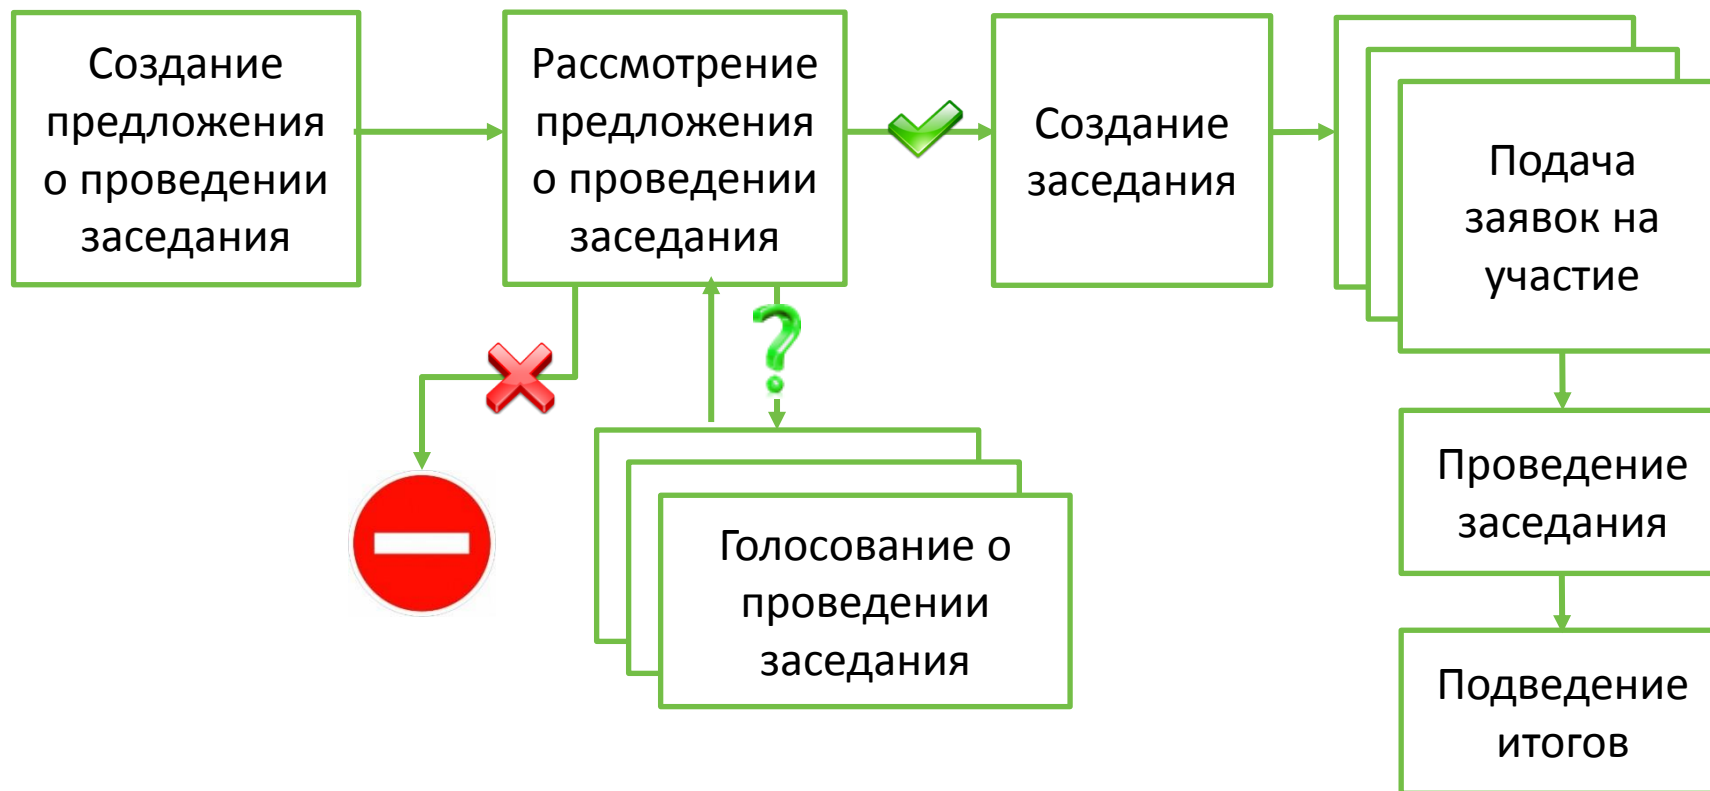 Создание
предложения
о проведении
заседания
Рассмотрение
предложения
о проведении
заседания
Создание
заседания
Подача
заявок на
участие
Голосование о
проведении
заседания
Проведение
заседания
Подведение
итогов